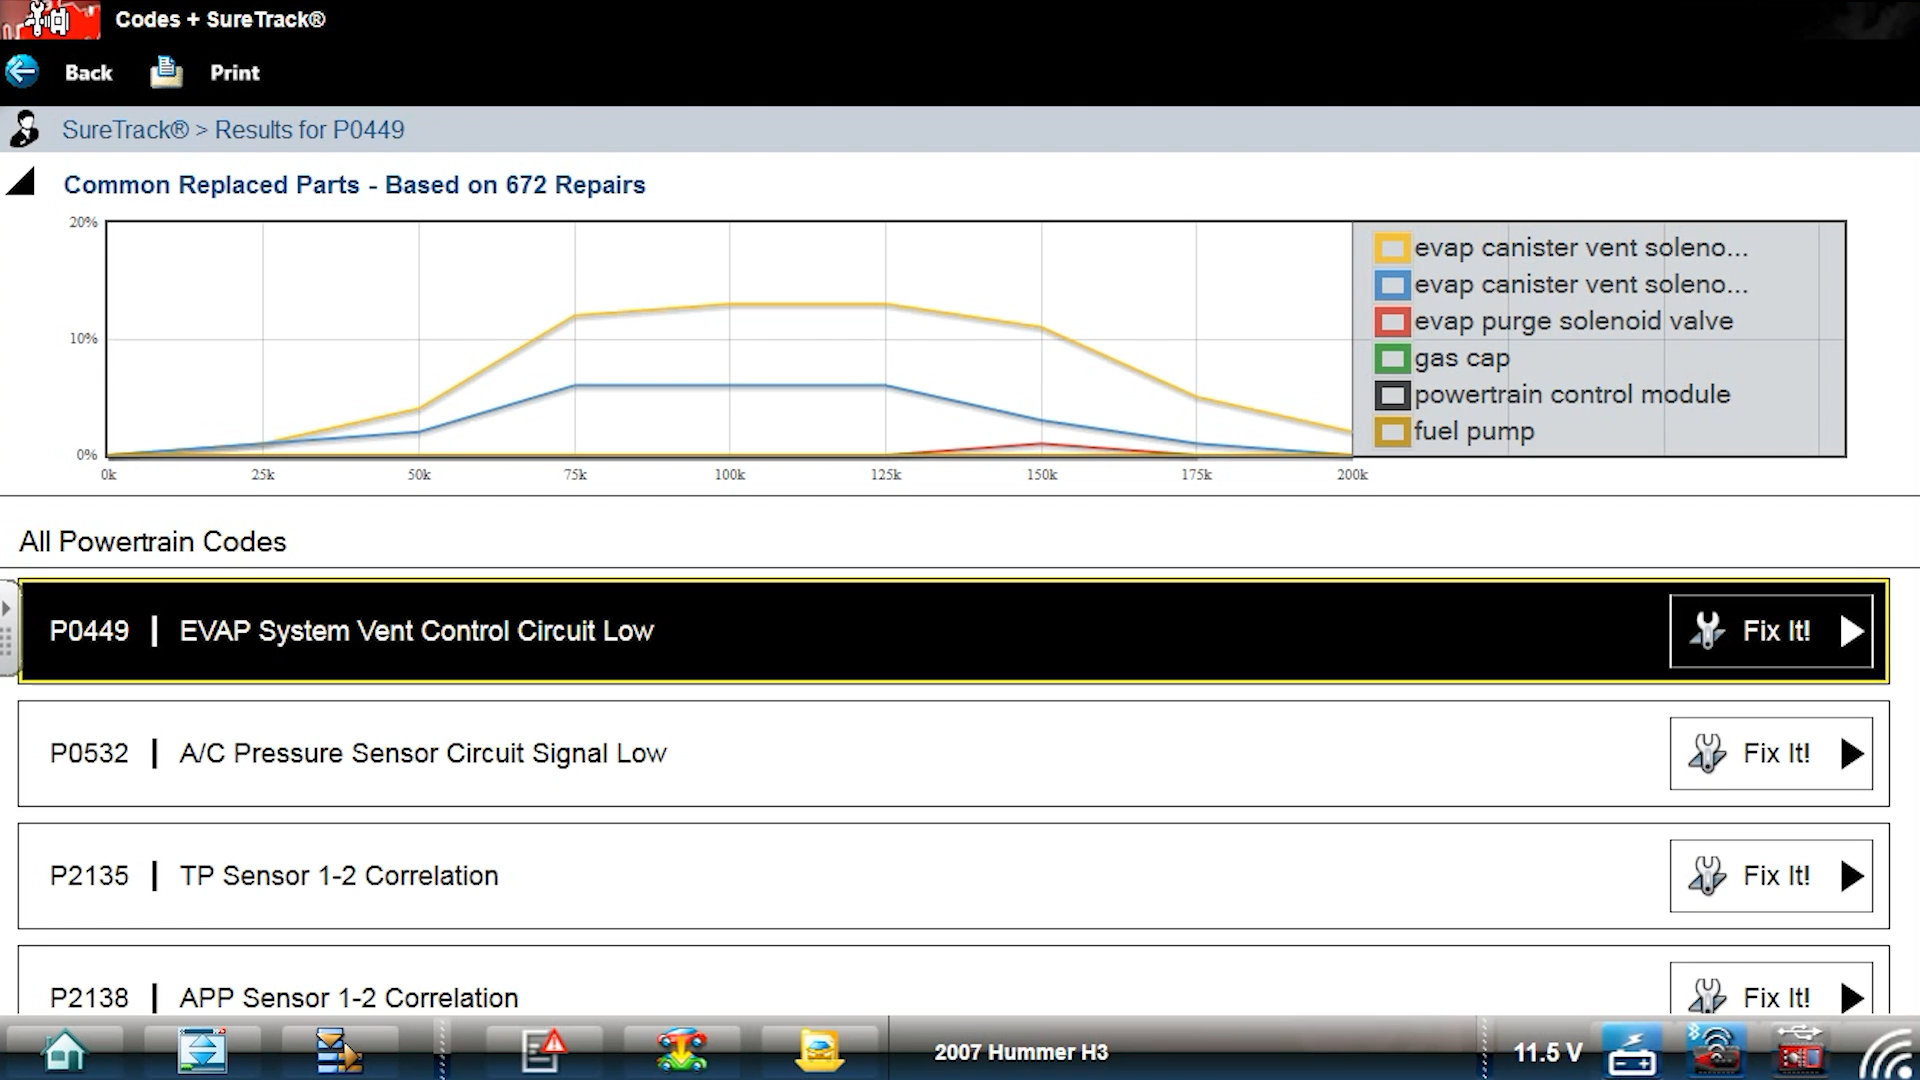 Codes + SureTrack®
Back Print
SureTrack® > Results for P0449
Common Replaced Parts - Based on 672 Repairs
20%
10%
0%
0k 25k 50k 75k 100k 125k 150k 175k 200k
evap canister vent soleno...
evap canister vent soleno...
evap purge solenoid valve
gas cap
powertrain control module
fuel pump
All Powertrain Codes
P0449 | EVAP System Vent Control Circuit Low Fix It!
P0532 | A/C Pressure Sensor Circuit Signal Low Fix It!
P2135 | TP Sensor 1-2 Correlation Fix It!
P2138 | APP Sensor 1-2 Correlation Fix It!
2007 Hummer H3 11.5 V